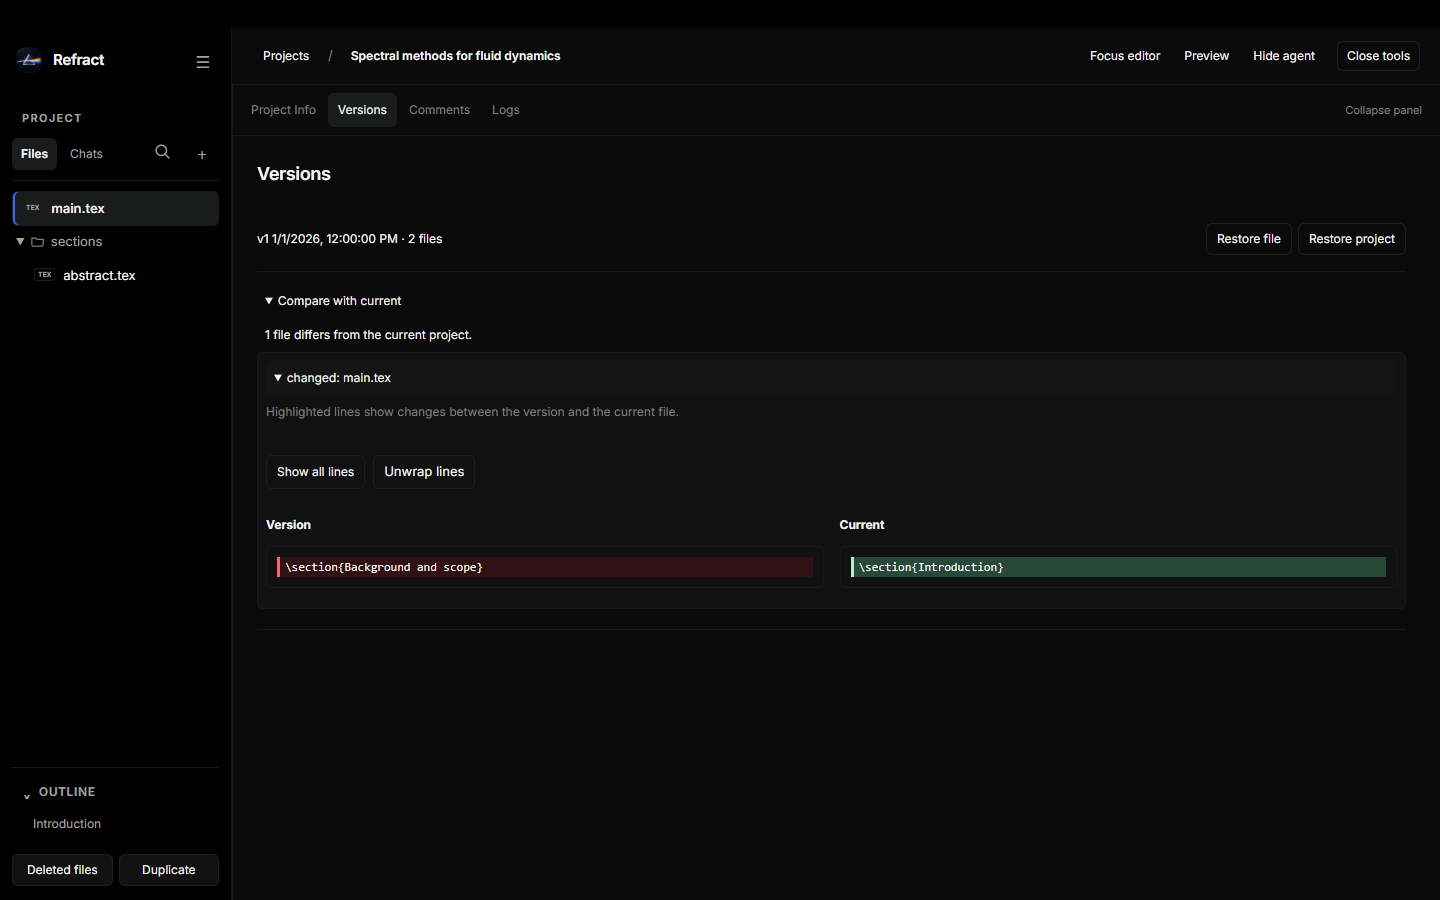 Refract
PROJECT
Files
Chats
+
TEX main.tex
sections
TEX abstract.tex
OUTLINE
Introduction
Deleted files
Duplicate
Projects / Spectral methods for fluid dynamics
Focus editor
Preview
Hide agent
Close tools
Project Info
Versions
Comments
Logs
Collapse panel
Versions
v1 1/1/2026, 12:00:00 PM · 2 files
Restore file
Restore project
Compare with current
1 file differs from the current project.
changed: main.tex
Highlighted lines show changes between the version and the current file.
Show all lines
Unwrap lines
Version
\section{Background and scope}
Current
\section{Introduction}